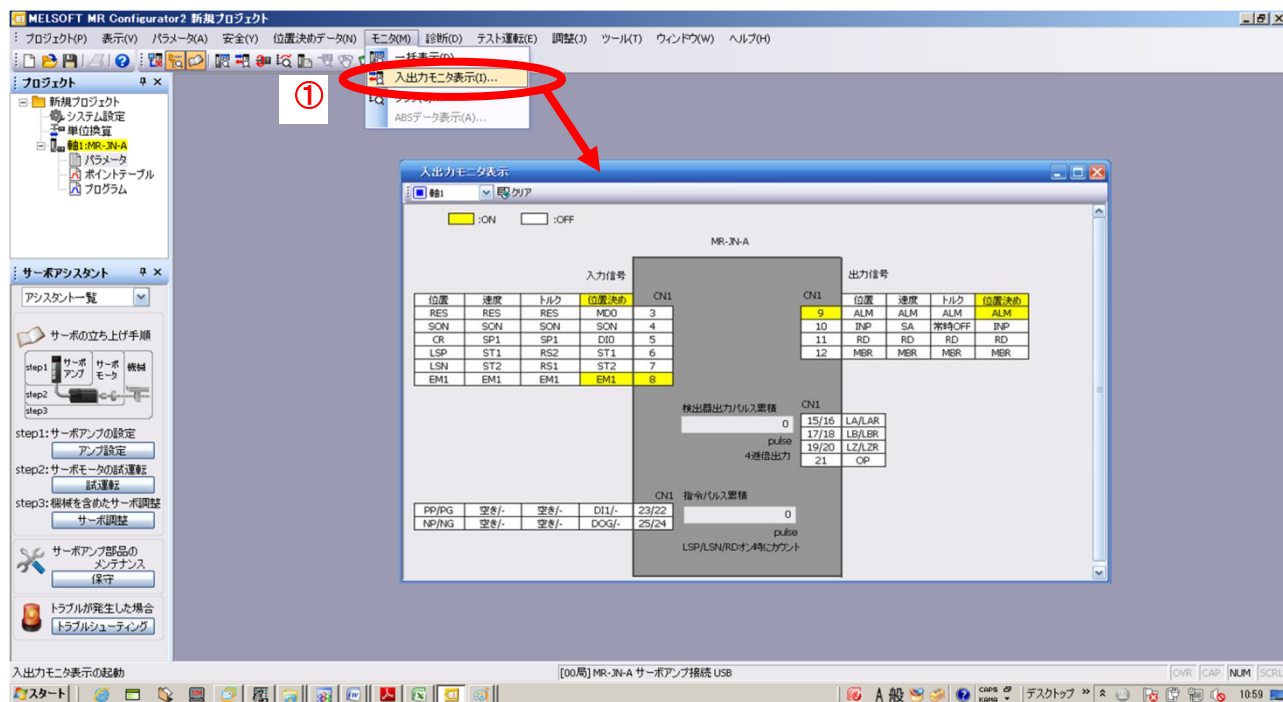 MELSOFT MR Configurator2 新規プロジェクト
プロジェクト(P) 表示(V) パラメータ(A) 安全(Y) 位置決めデータ(N) モニタ(M) 診断(D) テスト運転(E) 調整(J) ツール(T) ウィンドウ(W) ヘルプ(H)
一括表示(D)...
入出力モニタ表示(I)...
ABSデータ表示(A)...
①
プロジェクト
新規プロジェクト
システム設定
単位換算
軸1:MR-JN-A
パラメータ
ポイントテーブル
プログラム
サーボアシスタント
アシスタント一覧
サーボの立ち上げ手順
step1 サーボアンプ サーボモータ 機械
step2
step3
step1:サーボアンプの設定
アンプ設定
step2:サーボモータの試運転
試運転
step3:機械を含めたサーボ調整
サーボ調整
サーボアンプ部品の
メンテナンス
保守
トラブルが発生した場合
トラブルシューティング
入出力モニタ表示
軸1 クリア
:ON :OFF
MR-JN-A
入力信号
位置 速度 トルク 位置決め CN1
RES RES RES MD0 3
SON SON SON SON 4
CR SP1 SP1 DI0 5
LSP ST1 RS2 ST1 6
LSN ST2 RS1 ST2 7
EM1 EM1 EM1 EM1 8
出力信号
CN1 位置 速度 トルク 位置決め
9 ALM ALM ALM ALM
10 INP SA 常時OFF INP
11 RD RD RD RD
12 MBR MBR MBR MBR
検出器出力パルス累積 CN1
0
pulse
4逓倍出力
15/16 LA/LAR
17/18 LB/LBR
19/20 LZ/LZR
21 OP
CN1 指令パルス累積
PP/PG 空き/- 空き/- DI1/- 23/22
NP/NG 空き/- 空き/- DOG/- 25/24
0
pulse
LSP/LSN/RDオン時にカウント
入出力モニタ表示の起動 [00局] MR-JN-A サーボアンプ接続 USB OVR CAP NUM SCRL
スタート A 般 CAPS KANA デスクトップ 10:59